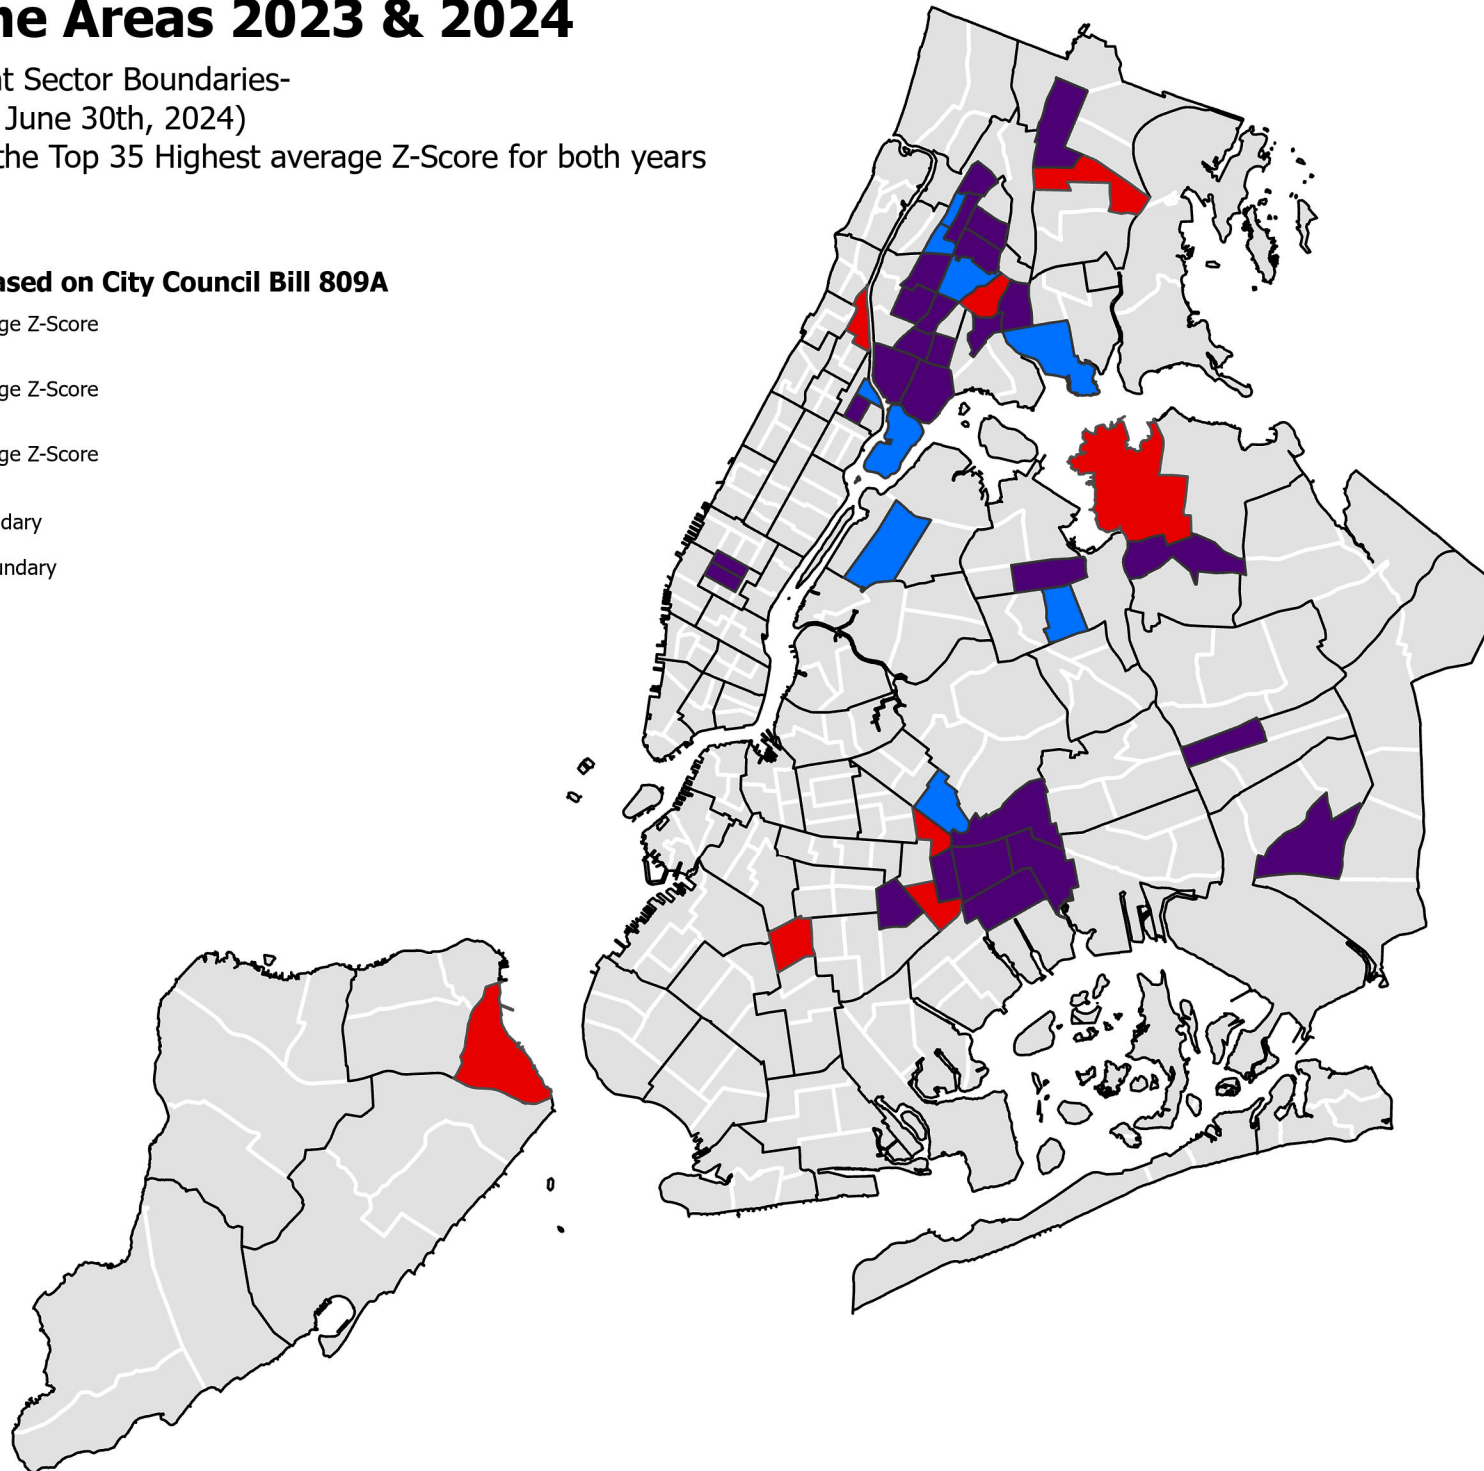 ne Areas 2023 & 2024
nt Sector Boundaries-
June 30th, 2024)
the Top 35 Highest average Z-Score for both years
ased on City Council Bill 809A
ge Z-Score
ge Z-Score
ge Z-Score
dary
undary